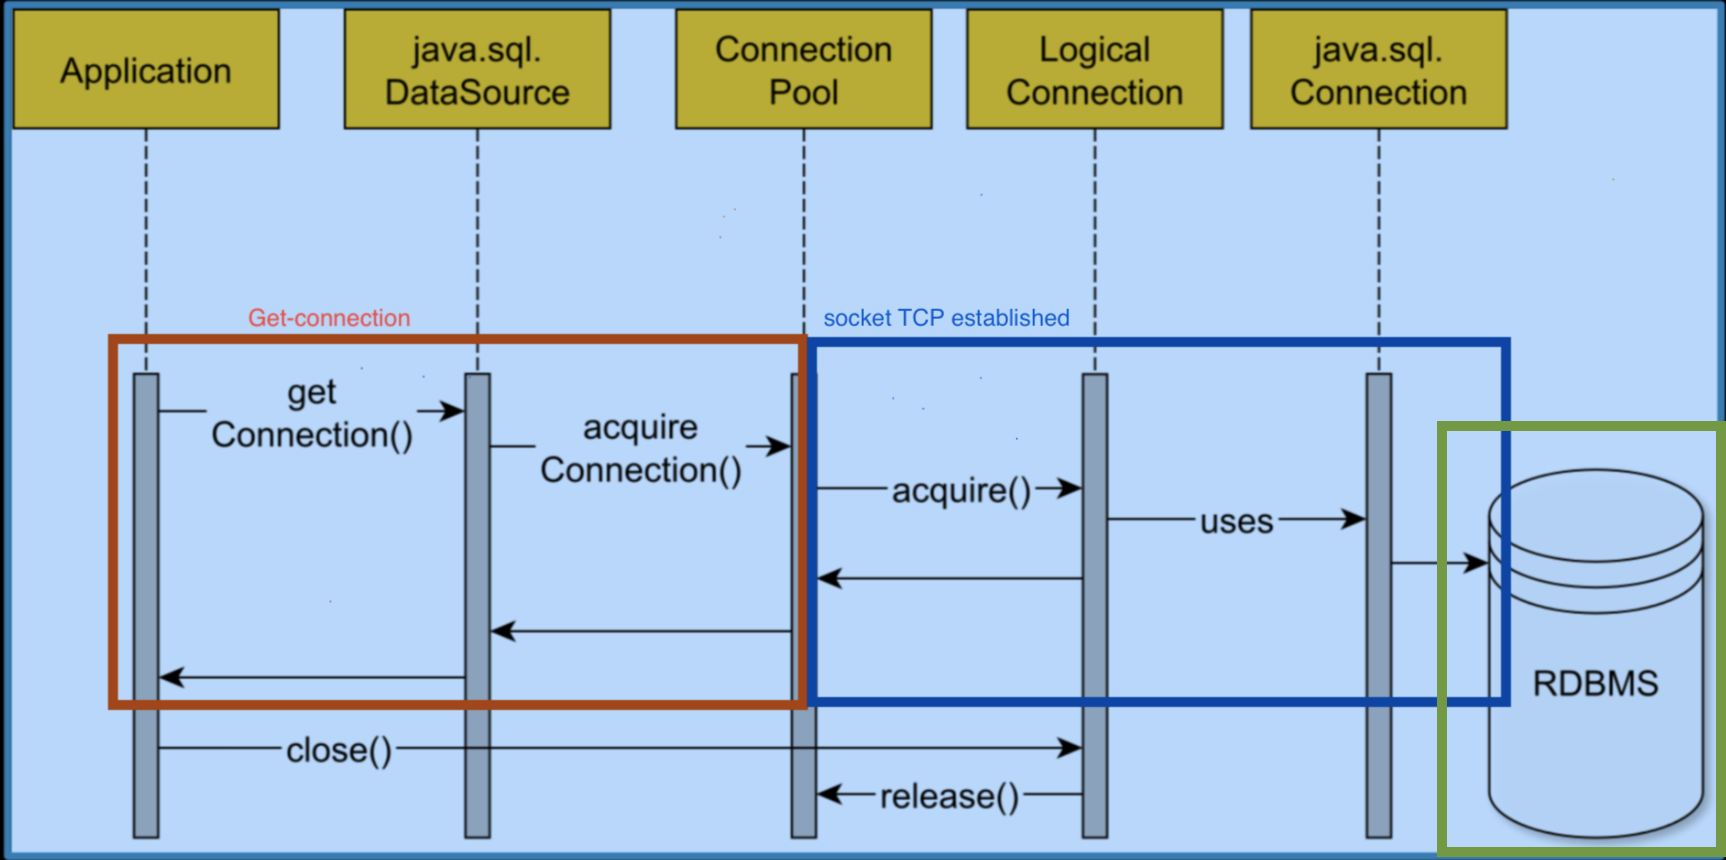 Application
java.sql.
DataSource
Connection
Pool
Logical
Connection
java.sql.
Connection
Get-connection
socket TCP established
get
Connection()
acquire
Connection()
acquire()
uses
RDBMS
close()
release()